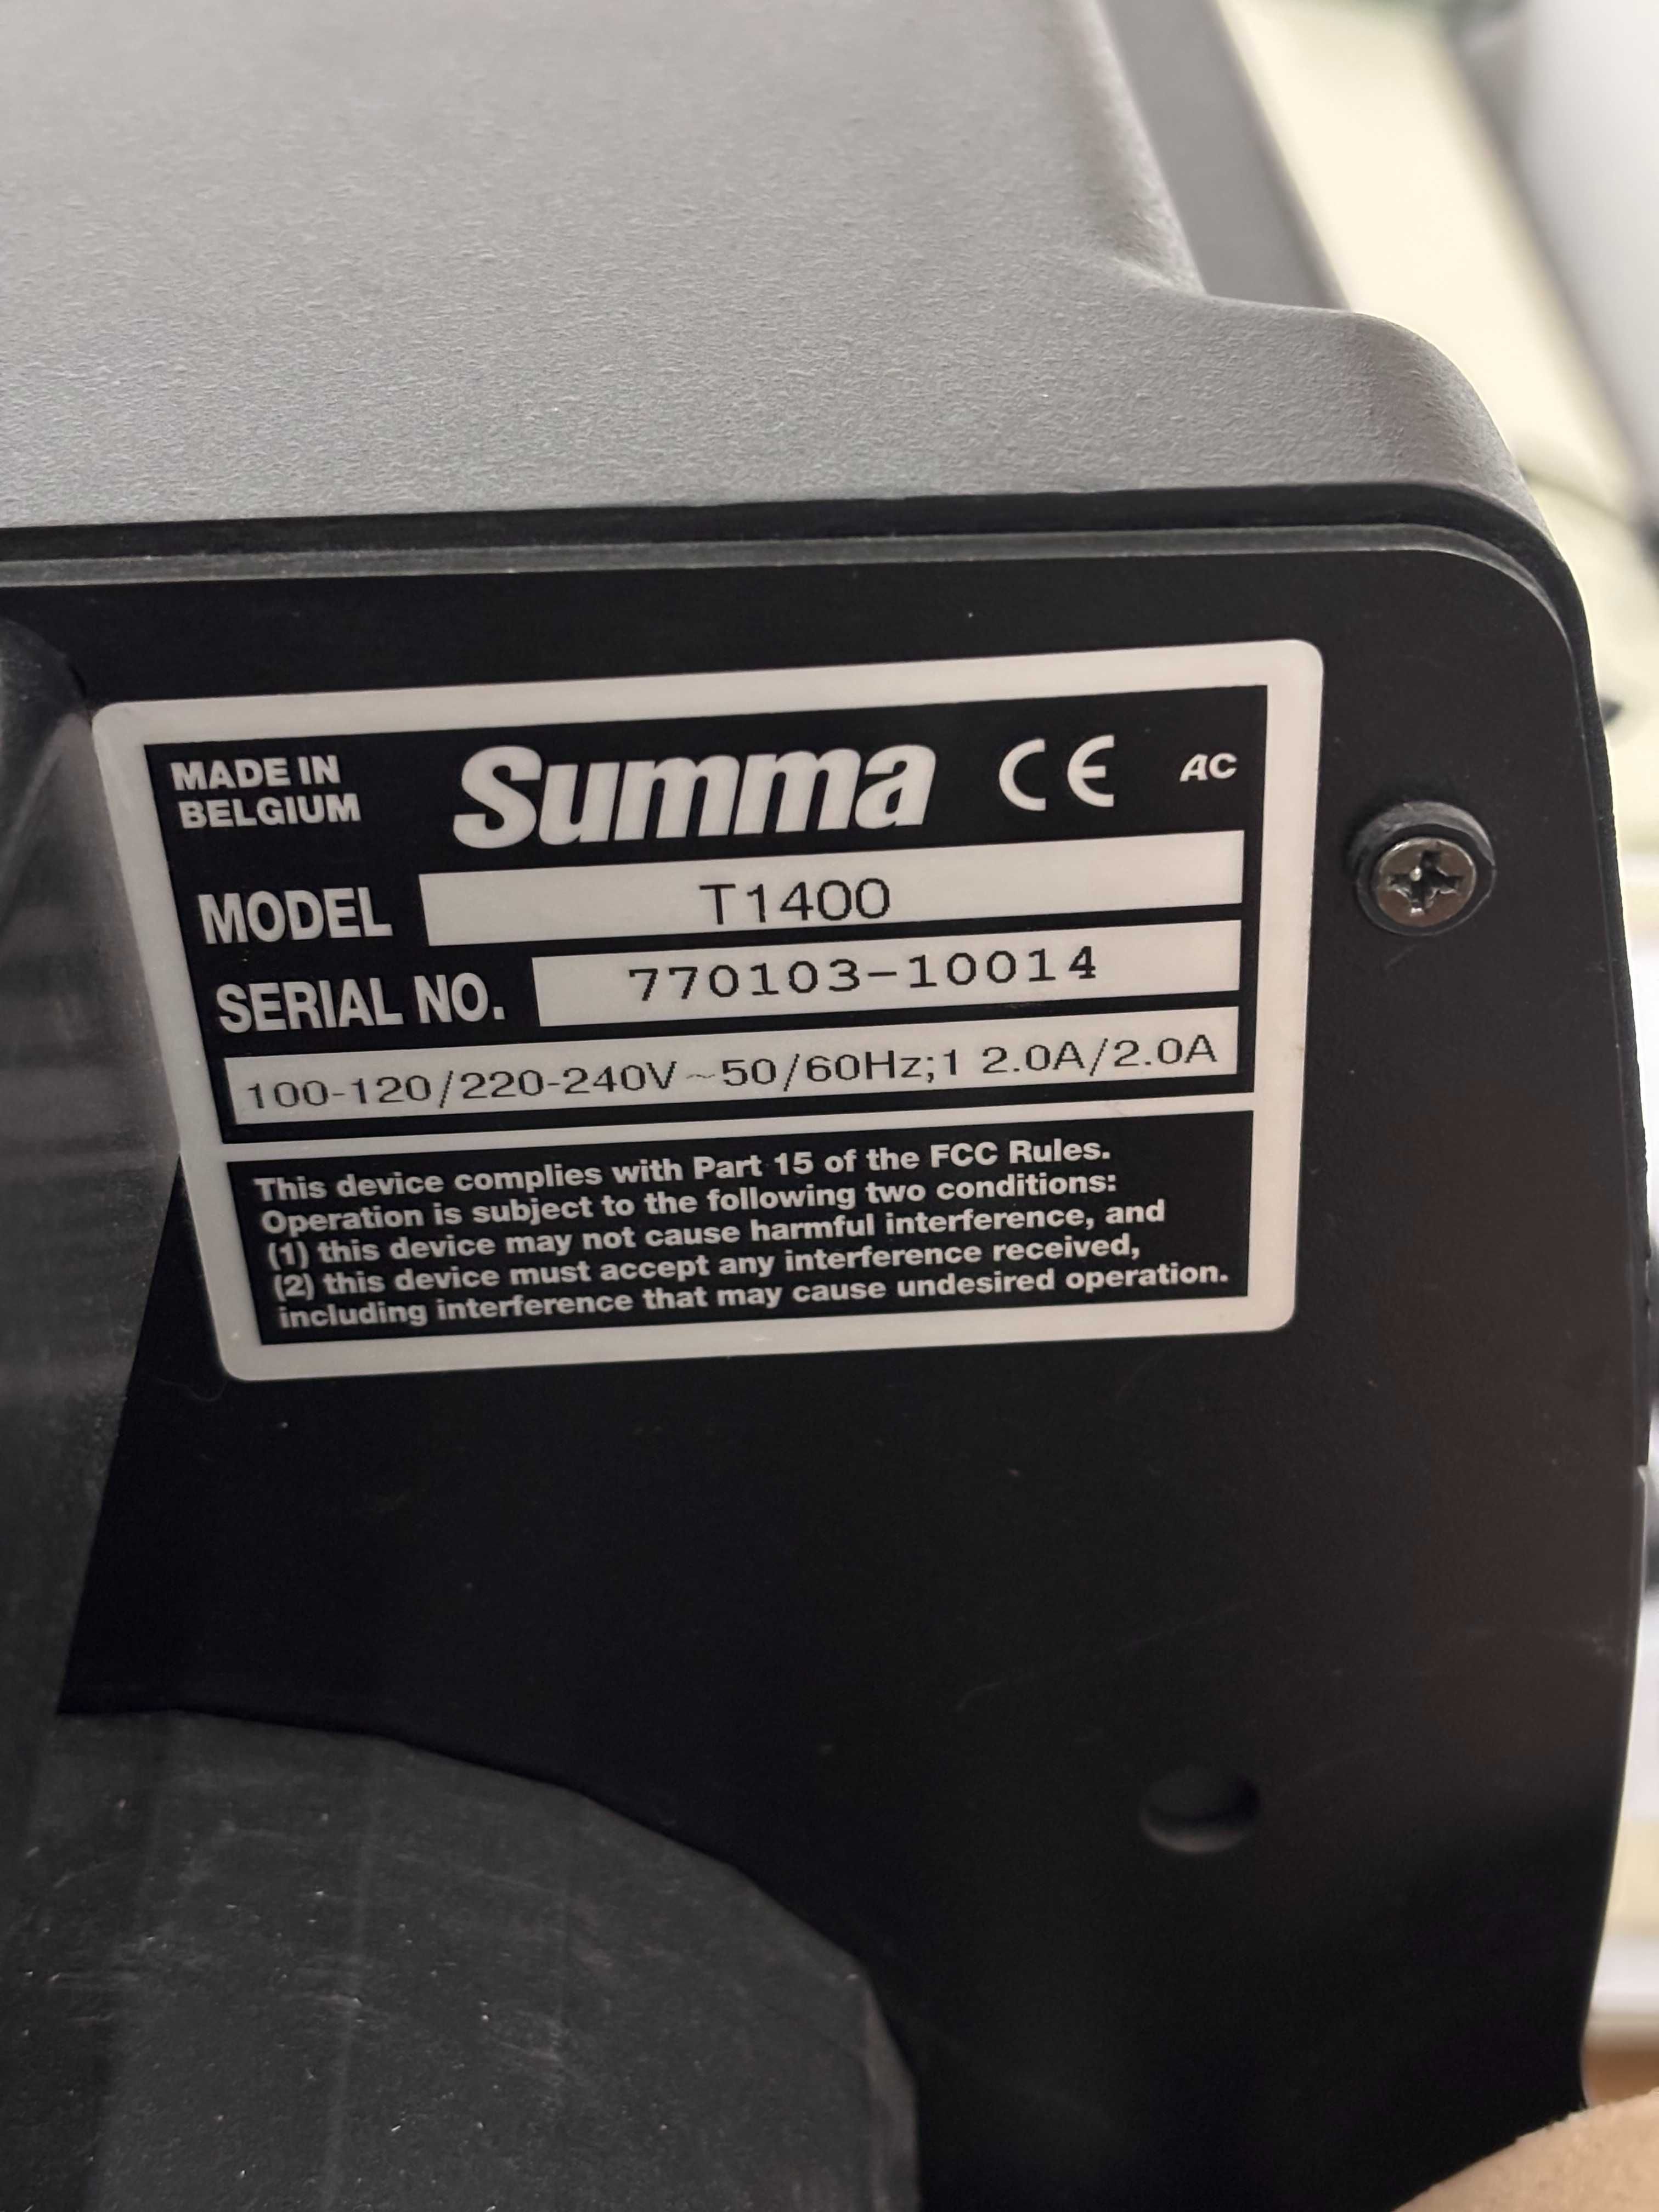 MADE IN
BELGIUM
Summa CE AC
MODEL T1400
SERIAL NO. 770103-10014
100-120/220-240V~50/60Hz;1 2.0A/2.0A
This device complies with Part 15 of the FCC Rules.
Operation is subject to the following two conditions:
(1) this device may not cause harmful interference, and
(2) this device must accept any interference received,
including interference that may cause undesired operation.